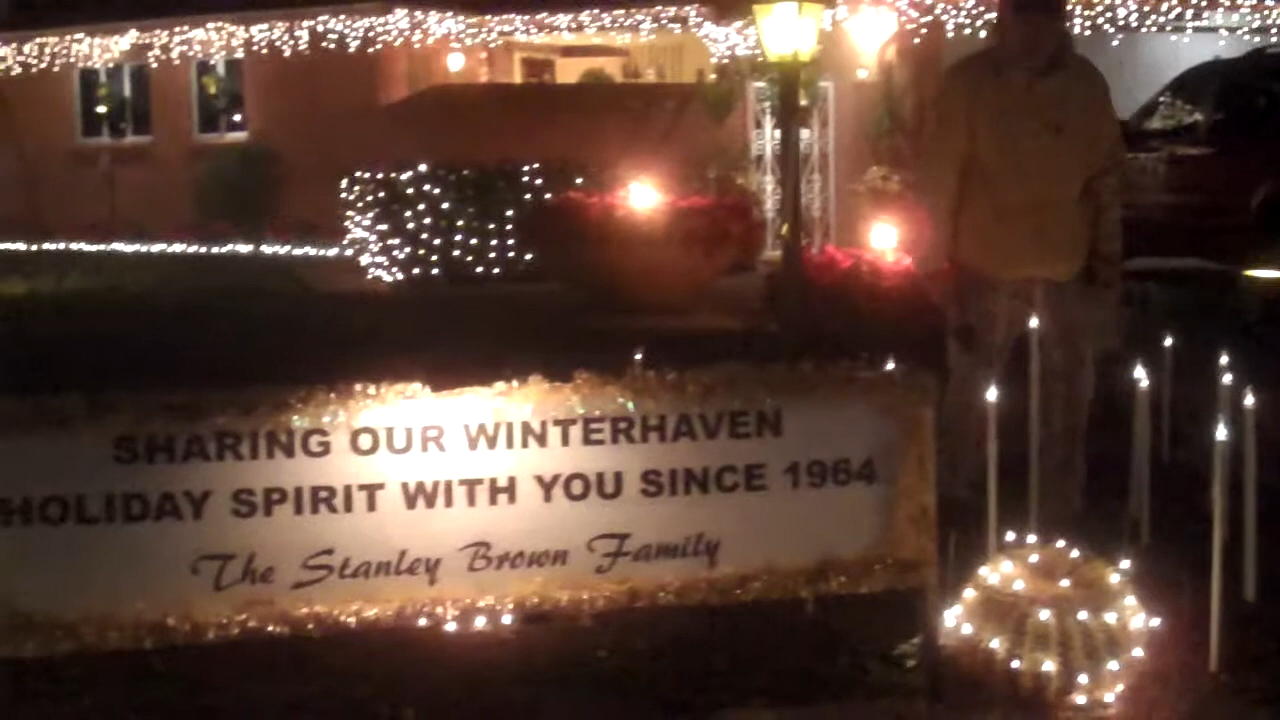 SHARING OUR WINTERHAVEN
HOLIDAY SPIRIT WITH YOU SINCE 1964
The Stanley Brown Family